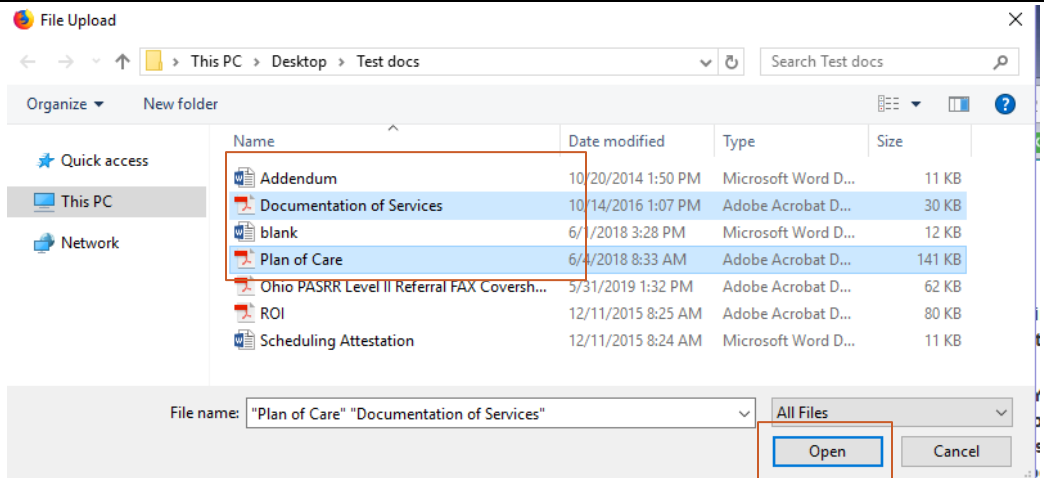 File Upload
This PC > Desktop > Test docs Search Test docs
Organize New folder ?
Name Date modified Type Size
Quick access
This PC
Network
Addendum 10/20/2014 1:50 PM Microsoft Word D... 11 KB
Documentation of Services 10/14/2016 1:07 PM Adobe Acrobat D... 30 KB
blank 6/1/2018 3:28 PM Microsoft Word D... 12 KB
Plan of Care 6/4/2018 8:33 AM Adobe Acrobat D... 141 KB
Ohio PASRR Level II Referral FAX Coversh... 5/31/2019 1:32 PM Adobe Acrobat D... 62 KB
ROI 12/11/2015 8:25 AM Adobe Acrobat D... 80 KB
Scheduling Attestation 12/11/2015 8:24 AM Microsoft Word D... 11 KB
File name: "Plan of Care" "Documentation of Services" All Files
Open Cancel